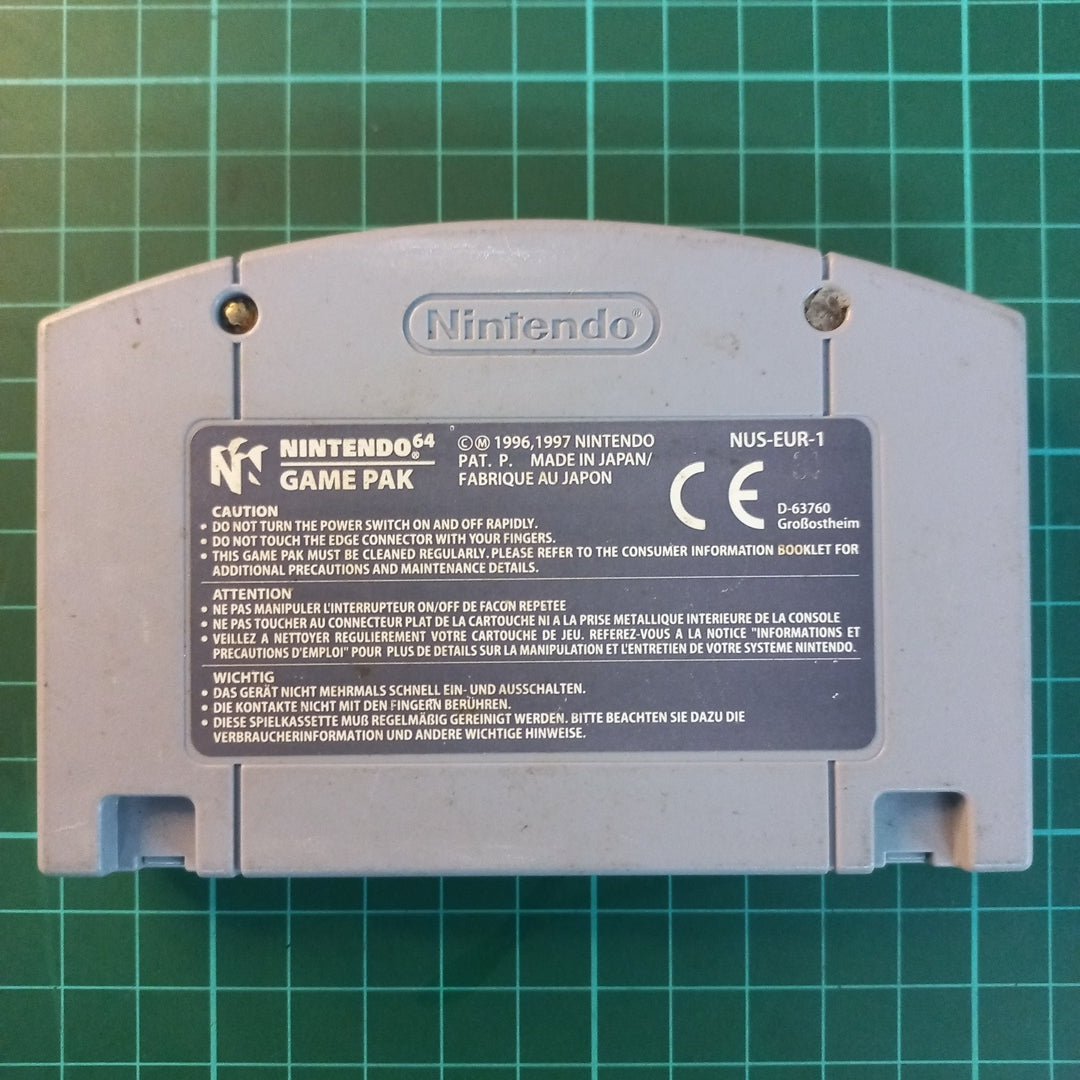 Nintendo®
NINTENDO64®
GAME PAK
©Ⓜ 1996,1997 NINTENDO
PAT. P. MADE IN JAPAN/
FABRIQUE AU JAPON
NUS-EUR-1
CE
D-63760
Großostheim
CAUTION
• DO NOT TURN THE POWER SWITCH ON AND OFF RAPIDLY.
• DO NOT TOUCH THE EDGE CONNECTOR WITH YOUR FINGERS.
• THIS GAME PAK MUST BE CLEANED REGULARLY. PLEASE REFER TO THE CONSUMER INFORMATION BOOKLET FOR
ADDITIONAL PRECAUTIONS AND MAINTENANCE DETAILS.
ATTENTION
• NE PAS MANIPULER L'INTERRUPTEUR ON/OFF DE FACON REPETEE
• NE PAS TOUCHER AU CONNECTEUR PLAT DE LA CARTOUCHE NI A LA PRISE METALLIQUE INTERIEURE DE LA CONSOLE
• VEILLEZ A NETTOYER REGULIEREMENT VOTRE CARTOUCHE DE JEU. REFEREZ-VOUS A LA NOTICE "INFORMATIONS ET
PRECAUTIONS D'EMPLOI" POUR PLUS DE DETAILS SUR LA MANIPULATION ET L'ENTRETIEN DE VOTRE SYSTEME NINTENDO.
WICHTIG
• DAS GERÄT NICHT MEHRMALS SCHNELL EIN- UND AUSSCHALTEN.
• DIE KONTAKTE NICHT MIT DEN FINGERN BERÜHREN.
• DIESE SPIELKASSETTE MUß REGELMÄßIG GEREINIGT WERDEN. BITTE BEACHTEN SIE DAZU DIE
VERBRAUCHERINFORMATION UND ANDERE WICHTIGE HINWEISE.